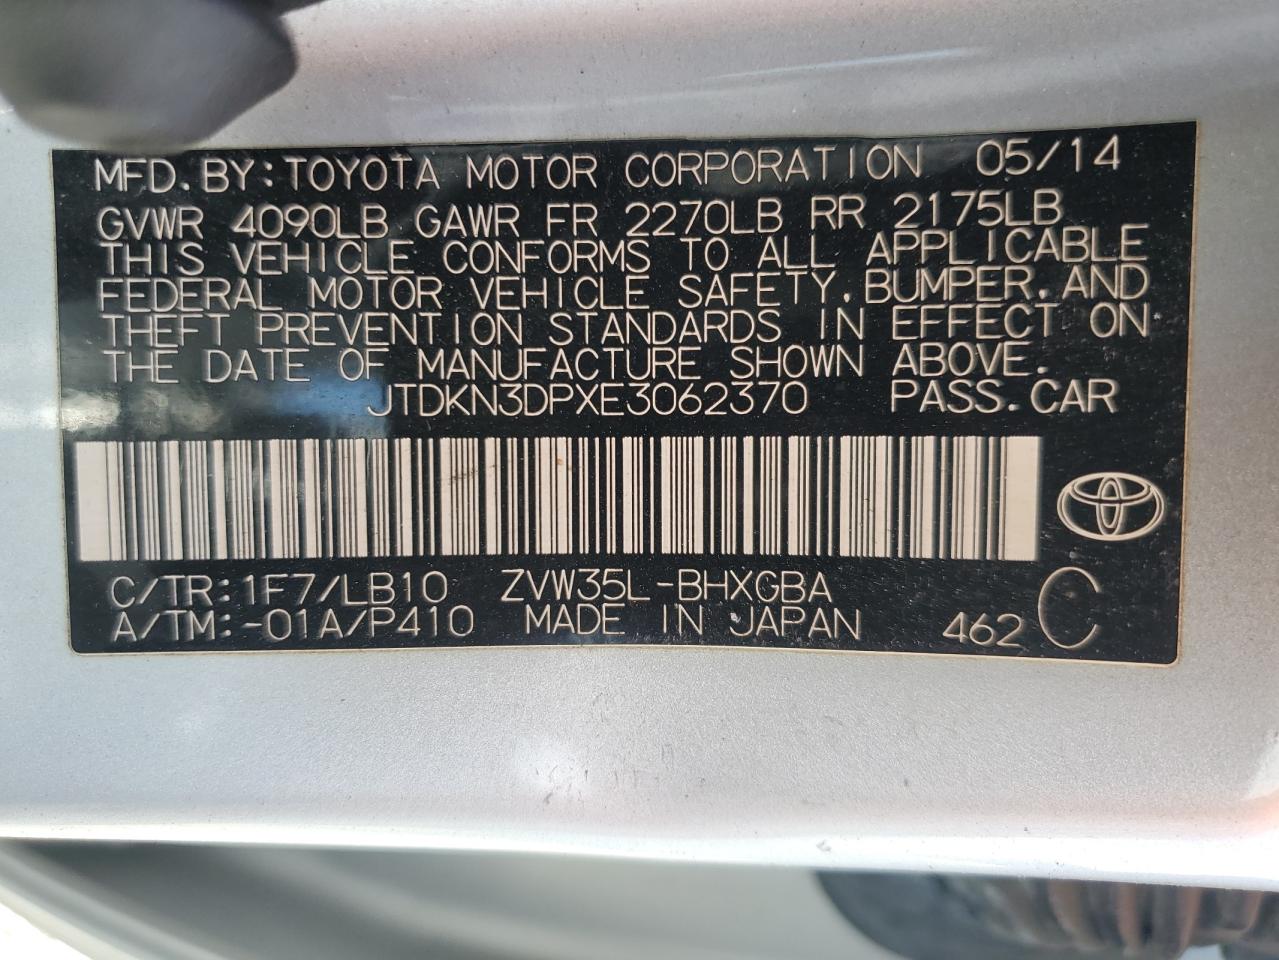 MFD. BY: TOYOTA MOTOR CORPORATION 05/14
GVWR 4090LB GAWR FR 2270LB RR 2175LB
THIS VEHICLE CONFORMS TO ALL APPLICABLE
FEDERAL MOTOR VEHICLE SAFETY, BUMPER, AND
THEFT PREVENTION STANDARDS IN EFFECT ON
THE DATE OF MANUFACTURE SHOWN ABOVE.
JTDKN3DPXE3062370 PASS. CAR
C/TR: 1F7/LB10 ZVW35L-BHXGBA
A/TM: -01A/P410 MADE IN JAPAN 462 C